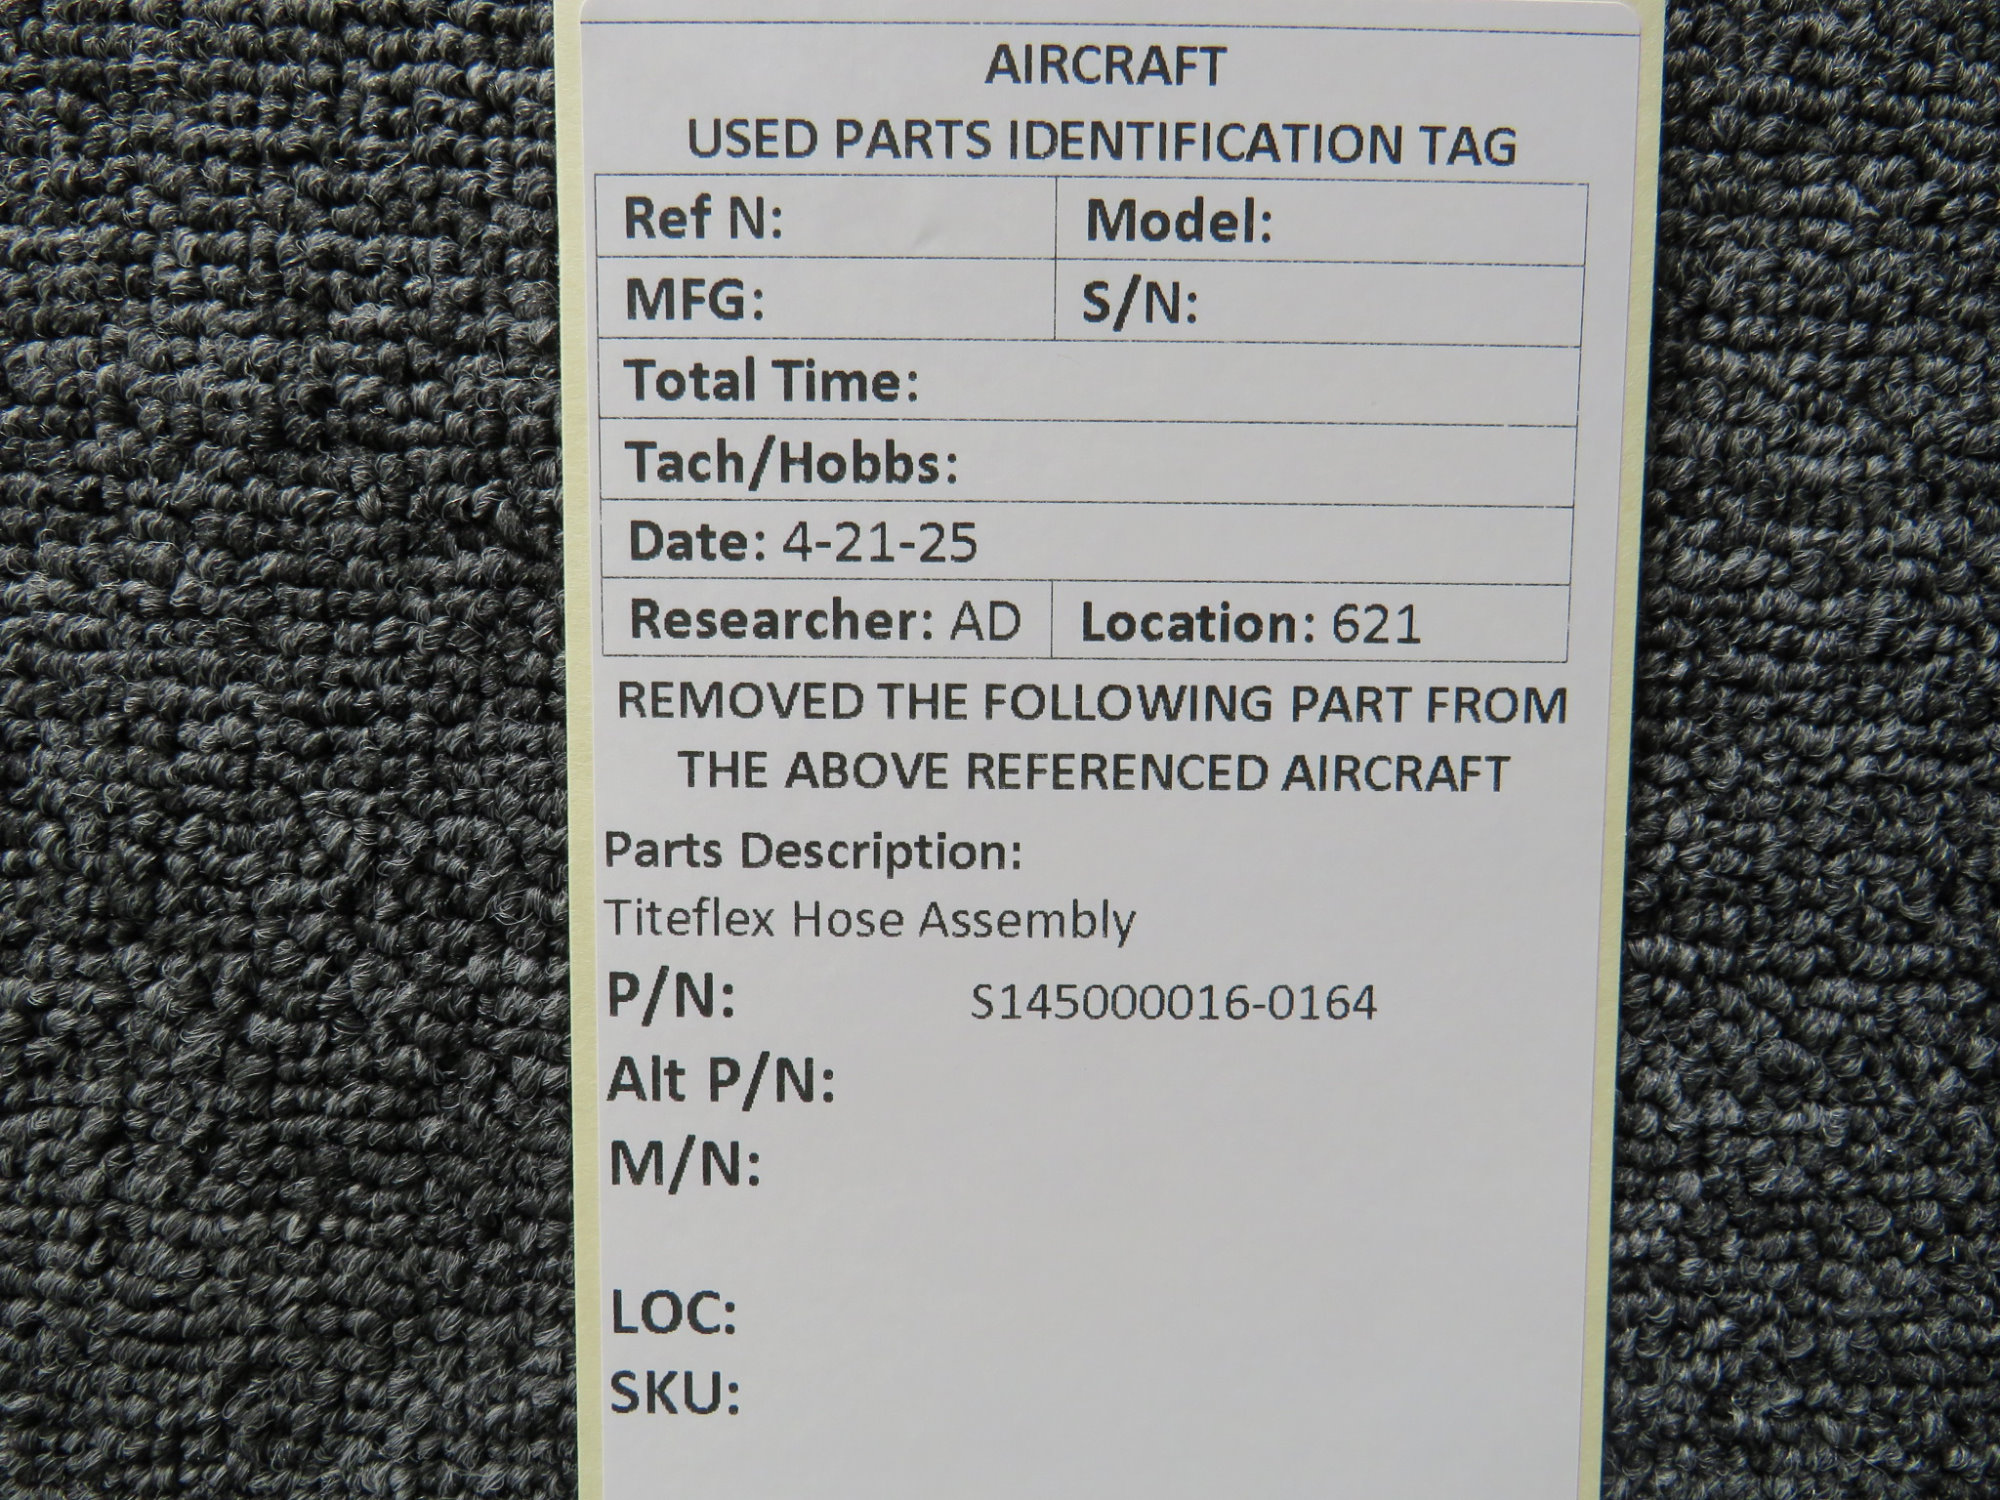 AIRCRAFT
USED PARTS IDENTIFICATION TAG
Ref N: Model:
MFG: S/N:
Total Time:
Tach/Hobbs:
Date: 4-21-25
Researcher: AD Location: 621
REMOVED THE FOLLOWING PART FROM
THE ABOVE REFERENCED AIRCRAFT
Parts Description:
Titeflex Hose Assembly
P/N: S145000016-0164
Alt P/N:
M/N:
LOC:
SKU: